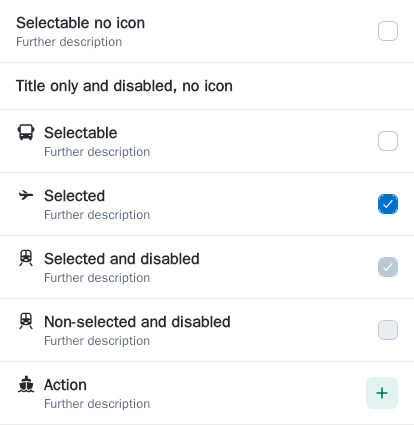 Selectable no icon
Further description
Title only and disabled, no icon
Selectable
Further description
Selected
Further description
Selected and disabled
Further description
Non-selected and disabled
Further description
Action
Further description